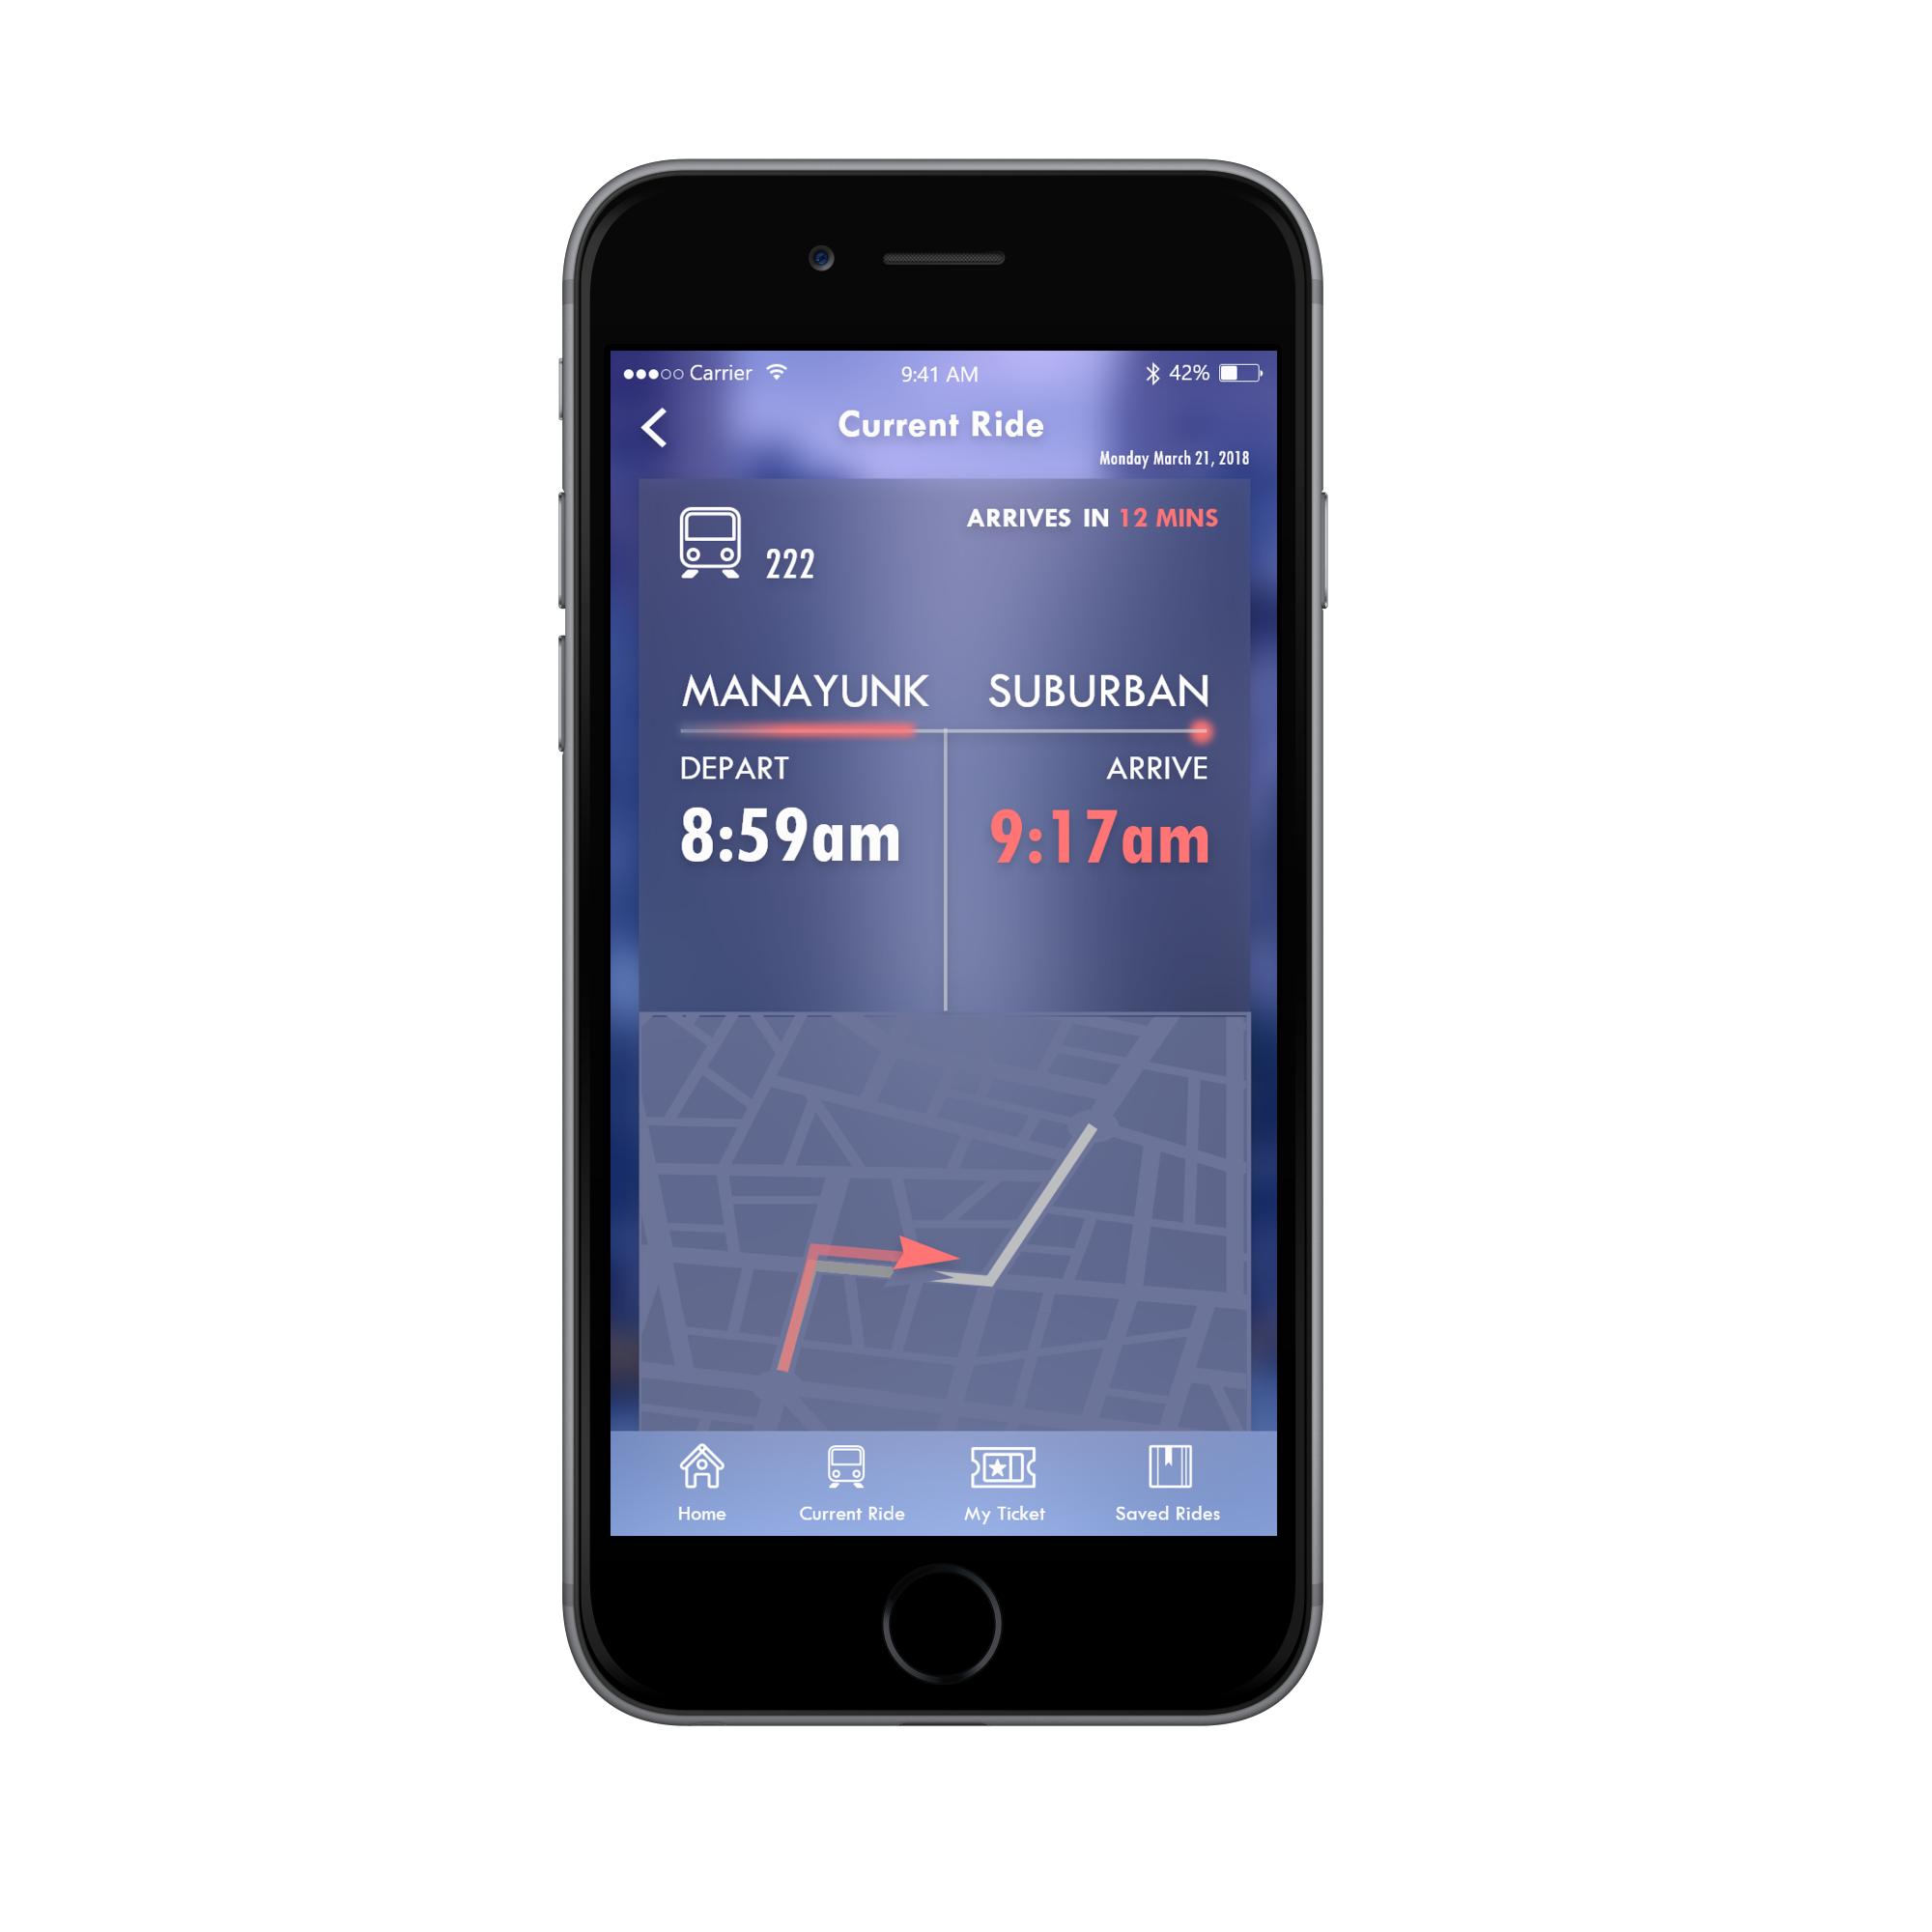 Carrier 9:41 AM 42%
Current Ride
Monday March 21, 2018
ARRIVES IN 12 MINS
222
MANAYUNK SUBURBAN
DEPART ARRIVE
8:59am 9:17am
Home Current Ride My Ticket Saved Rides